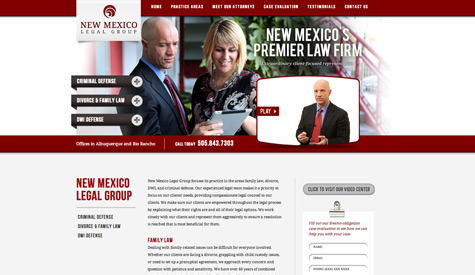 NEW MEXICO
LEGAL GROUP
HOME PRACTICE AREAS MEET OUR ATTORNEYS CASE EVALUATION TESTIMONIALS CONTACT US
NEW MEXICO'S
PREMIER LAW FIRM
Extraordinary client focused representation
CRIMINAL DEFENSE
DIVORCE & FAMILY LAW
DWI DEFENSE
PLAY
Offices in Albuquerque and Rio Rancho
CALL TODAY 505.843.7303
NEW MEXICO
LEGAL GROUP
CRIMINAL DEFENSE
DIVORCE & FAMILY LAW
DWI DEFENSE
New Mexico Legal Group focuses its practice in the areas family law, divorce,
DWI, and criminal defense. Our experienced legal team makes it a priority to
focus on our clients' needs, providing compassionate legal counsel to our
clients. We make sure our clients are empowered throughout the legal process
by explaining what their rights are and all of their legal options. We work
closely with our clients and represent them aggressively to ensure a resolution
is reached that is most beneficial for them.
FAMILY LAW
Dealing with family-related issues can be difficult for everyone involved.
Whether our clients are facing a divorce, grappling with child custody issues,
or need to set up a prenuptial agreement, we approach every concern and
question with patience and sensitivity. We have over 50 years of combined
CLICK TO VISIT OUR VIDEO CENTER
Fill out our free/no-obligation
case evaluation to see how we can
help you with your case.
NAME
EMAIL
PHONE (XXX) XXX-XXXX